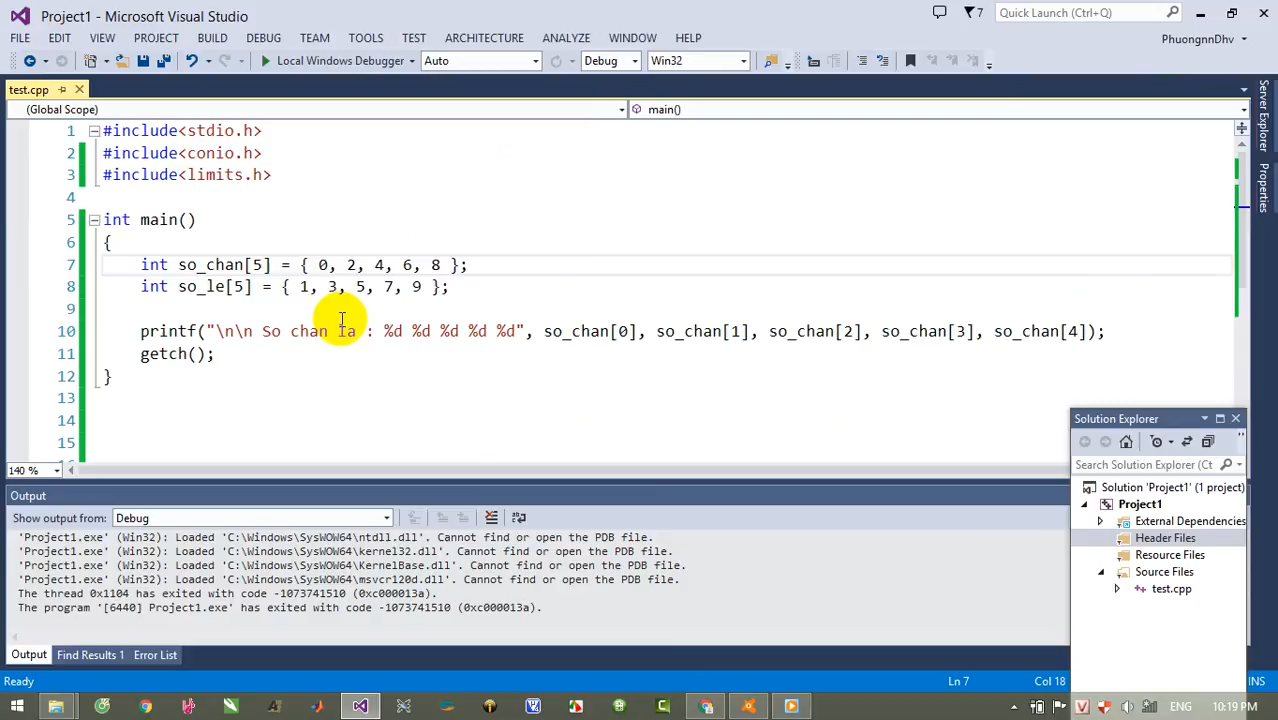 Project1 - Microsoft Visual Studio
7
Quick Launch (Ctrl+Q)
FILE EDIT VIEW PROJECT BUILD DEBUG TEAM TOOLS TEST ARCHITECTURE ANALYZE WINDOW HELP
PhuongnnDhv
Local Windows Debugger Auto Debug Win32
test.cpp
(Global Scope) main()
1 #include<stdio.h>
2 #include<conio.h>
3 #include<limits.h>
4
5 int main()
6 {
7 int so_chan[5] = { 0, 2, 4, 6, 8 };
8 int so_le[5] = { 1, 3, 5, 7, 9 };
9
10 printf("\n\n So chan la : %d %d %d %d %d", so_chan[0], so_chan[1], so_chan[2], so_chan[3], so_chan[4]);
11 getch();
12 }
13
14
15
140 %
Server Explorer
Properties
Solution Explorer
Search Solution Explorer (Ct
Solution 'Project1' (1 project)
Project1
External Dependencies
Header Files
Resource Files
Source Files
test.cpp
Output
Show output from: Debug
'Project1.exe' (Win32): Loaded 'C:\Windows\SysWOW64\ntdll.dll'. Cannot find or open the PDB file.
'Project1.exe' (Win32): Loaded 'C:\Windows\SysWOW64\kernel32.dll'. Cannot find or open the PDB file.
'Project1.exe' (Win32): Loaded 'C:\Windows\SysWOW64\KernelBase.dll'. Cannot find or open the PDB file.
'Project1.exe' (Win32): Loaded 'C:\Windows\SysWOW64\msvcr120d.dll'. Cannot find or open the PDB file.
The thread 0x1104 has exited with code -1073741510 (0xc000013a).
The program '[6440] Project1.exe' has exited with code -1073741510 (0xc000013a).
Output Find Results 1 Error List
Ready Ln 7 Col 18 INS
ENG 10:19 PM